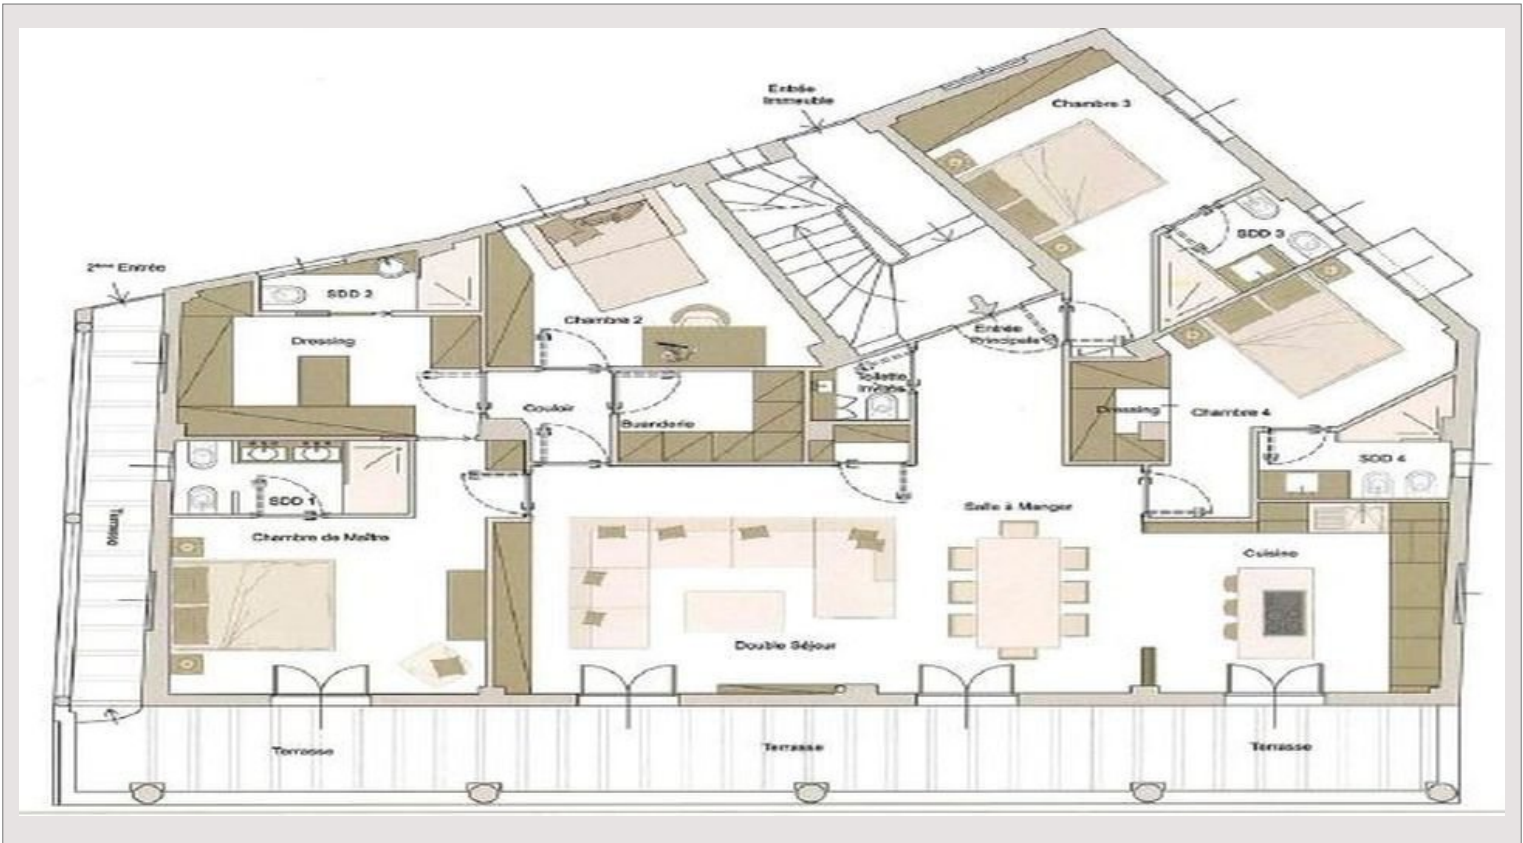 Entrée
Immeuble
Chambre 3
SDD 3
2ème Entrée
SDD 2
Chambre 2
Entrée
Principale
Dressing
Toilette
Invités
Couloir
Buanderie
Dressing
Chambre 4
SDD 4
SDD 1
Salle à Manger
Terrasse
Chambre de Maître
Cuisine
Double Séjour
Terrasse
Terrasse
Terrasse